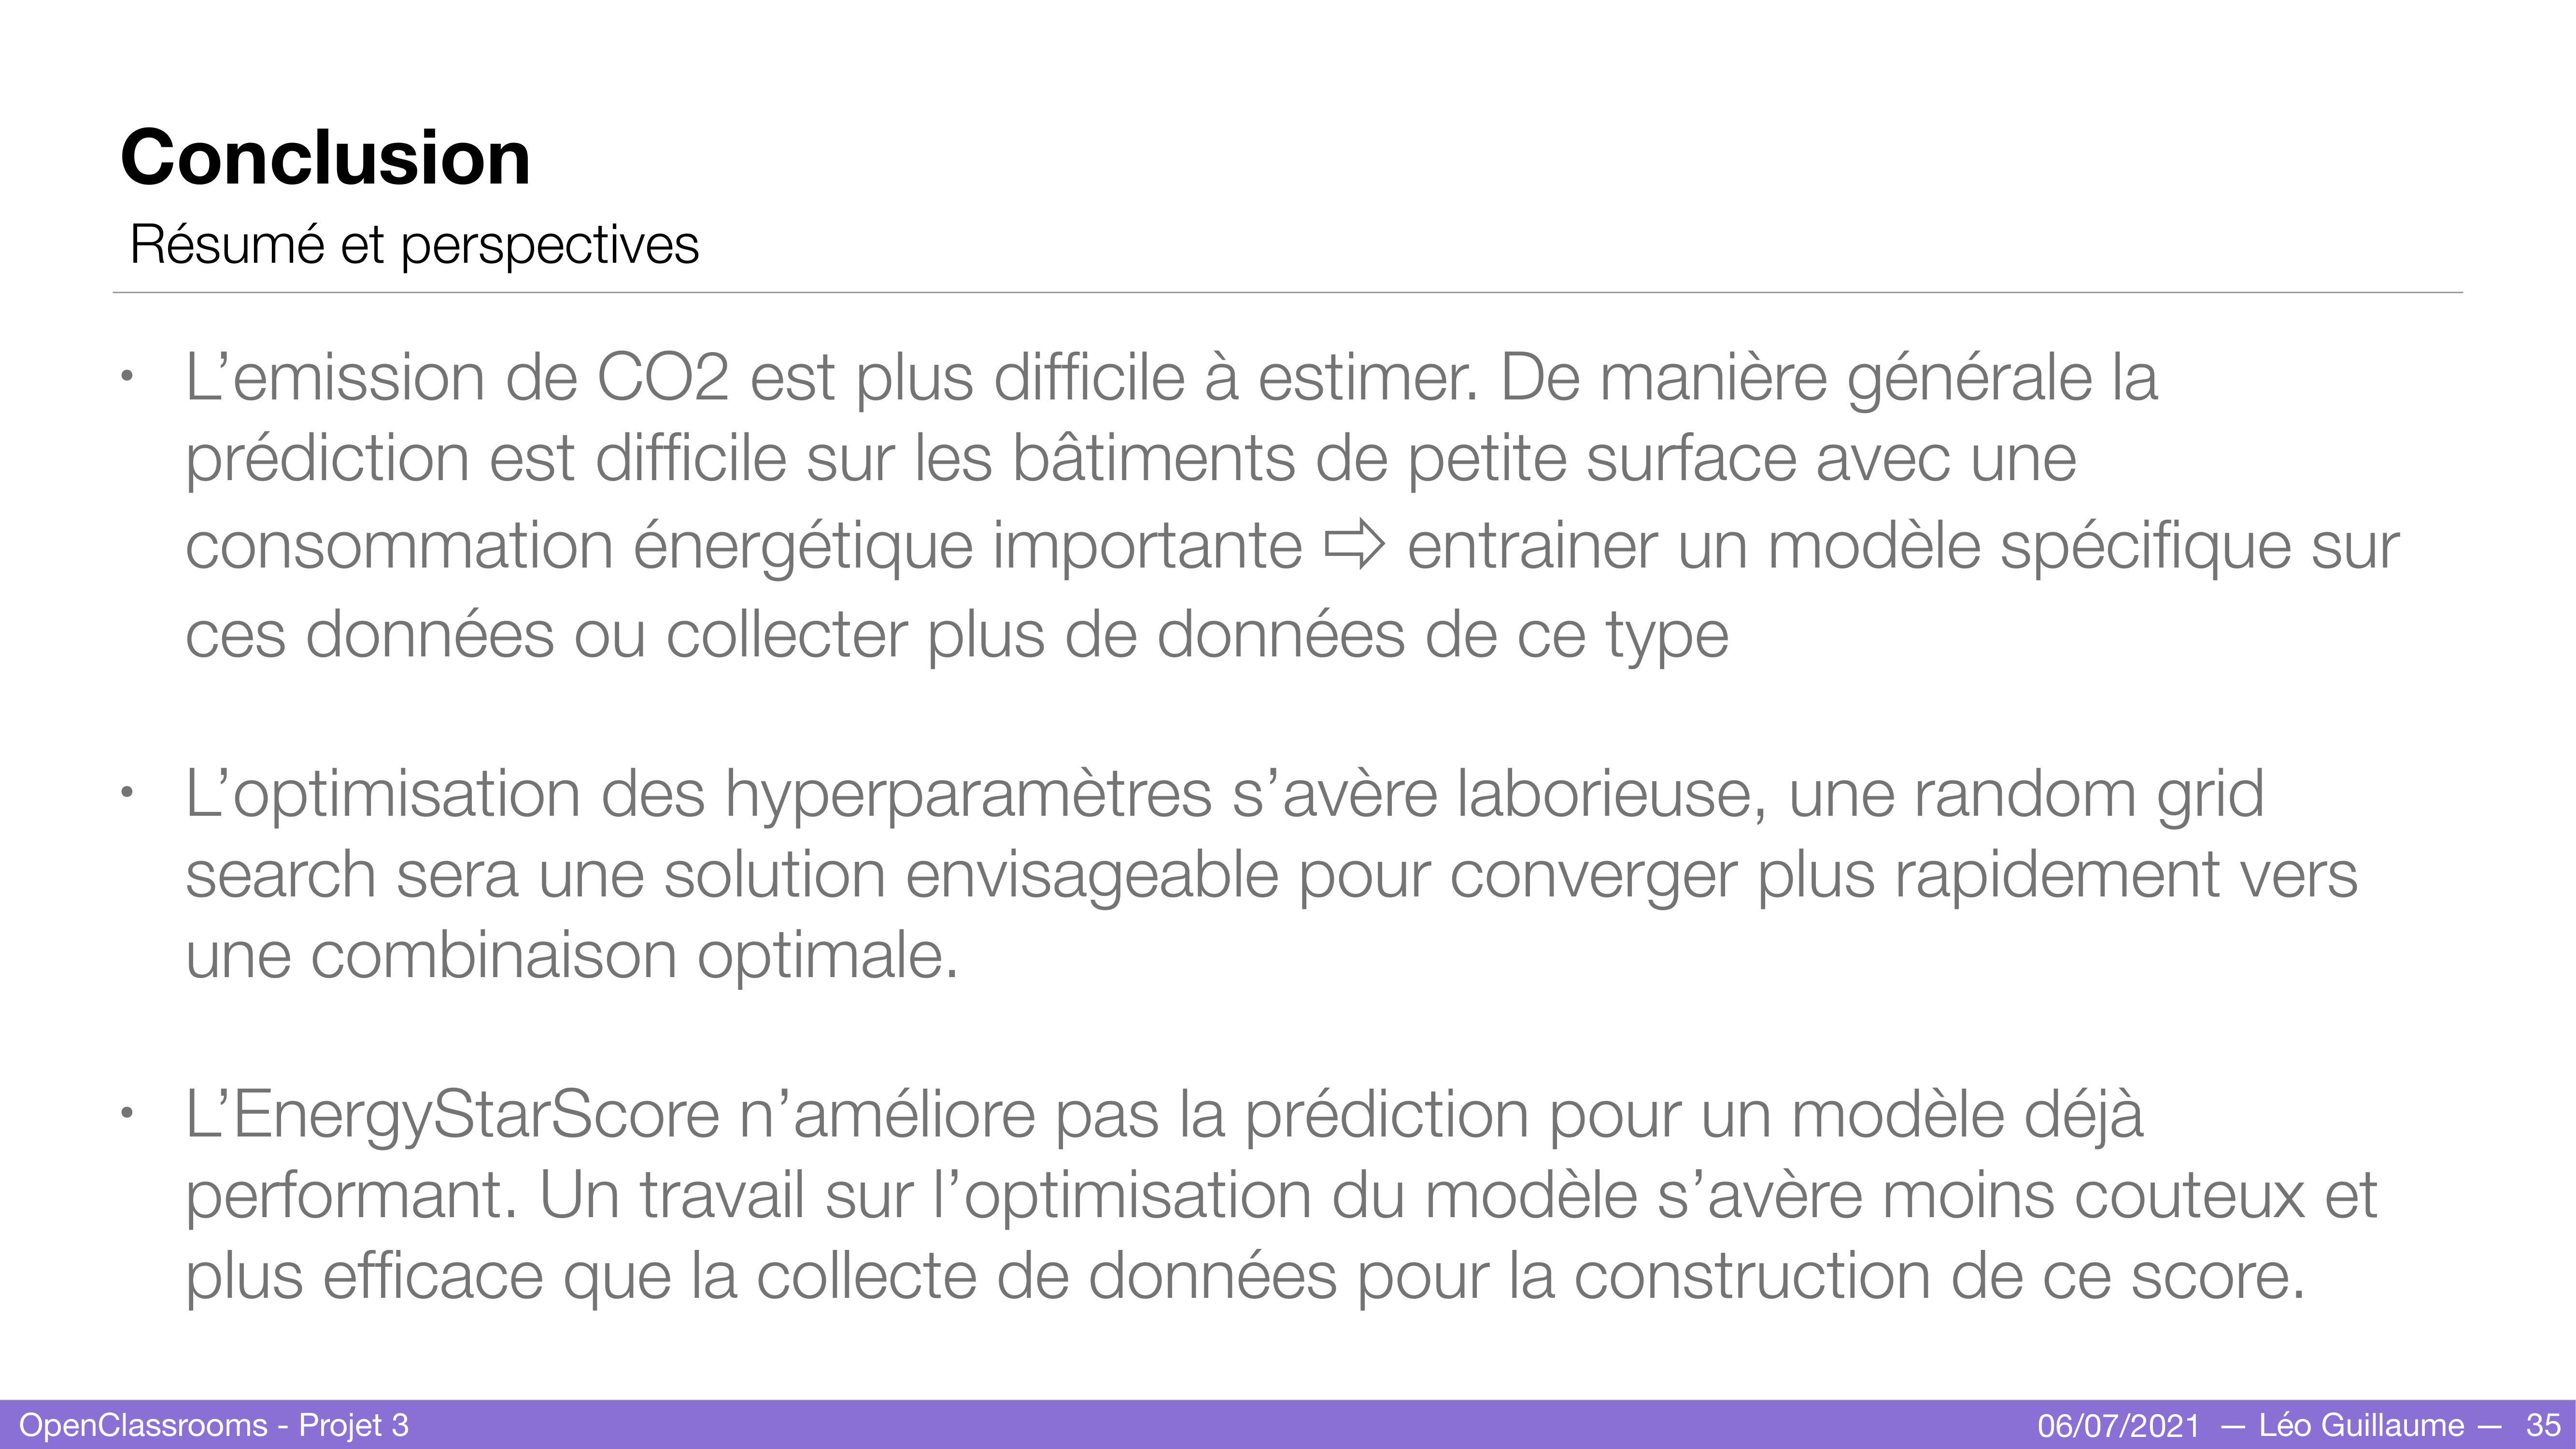 Conclusion
Résumé et perspectives
• L’emission de CO2 est plus difficile à estimer. De manière générale la
prédiction est difficile sur les bâtiments de petite surface avec une
consommation énergétique importante ⇨ entrainer un modèle spécifique sur
ces données ou collecter plus de données de ce type
• L’optimisation des hyperparamètres s’avère laborieuse, une random grid
search sera une solution envisageable pour converger plus rapidement vers
une combinaison optimale.
• L’EnergyStarScore n’améliore pas la prédiction pour un modèle déjà
performant. Un travail sur l’optimisation du modèle s’avère moins couteux et
plus efficace que la collecte de données pour la construction de ce score.
OpenClassrooms - Projet 3
06/07/2021 — Léo Guillaume — 35